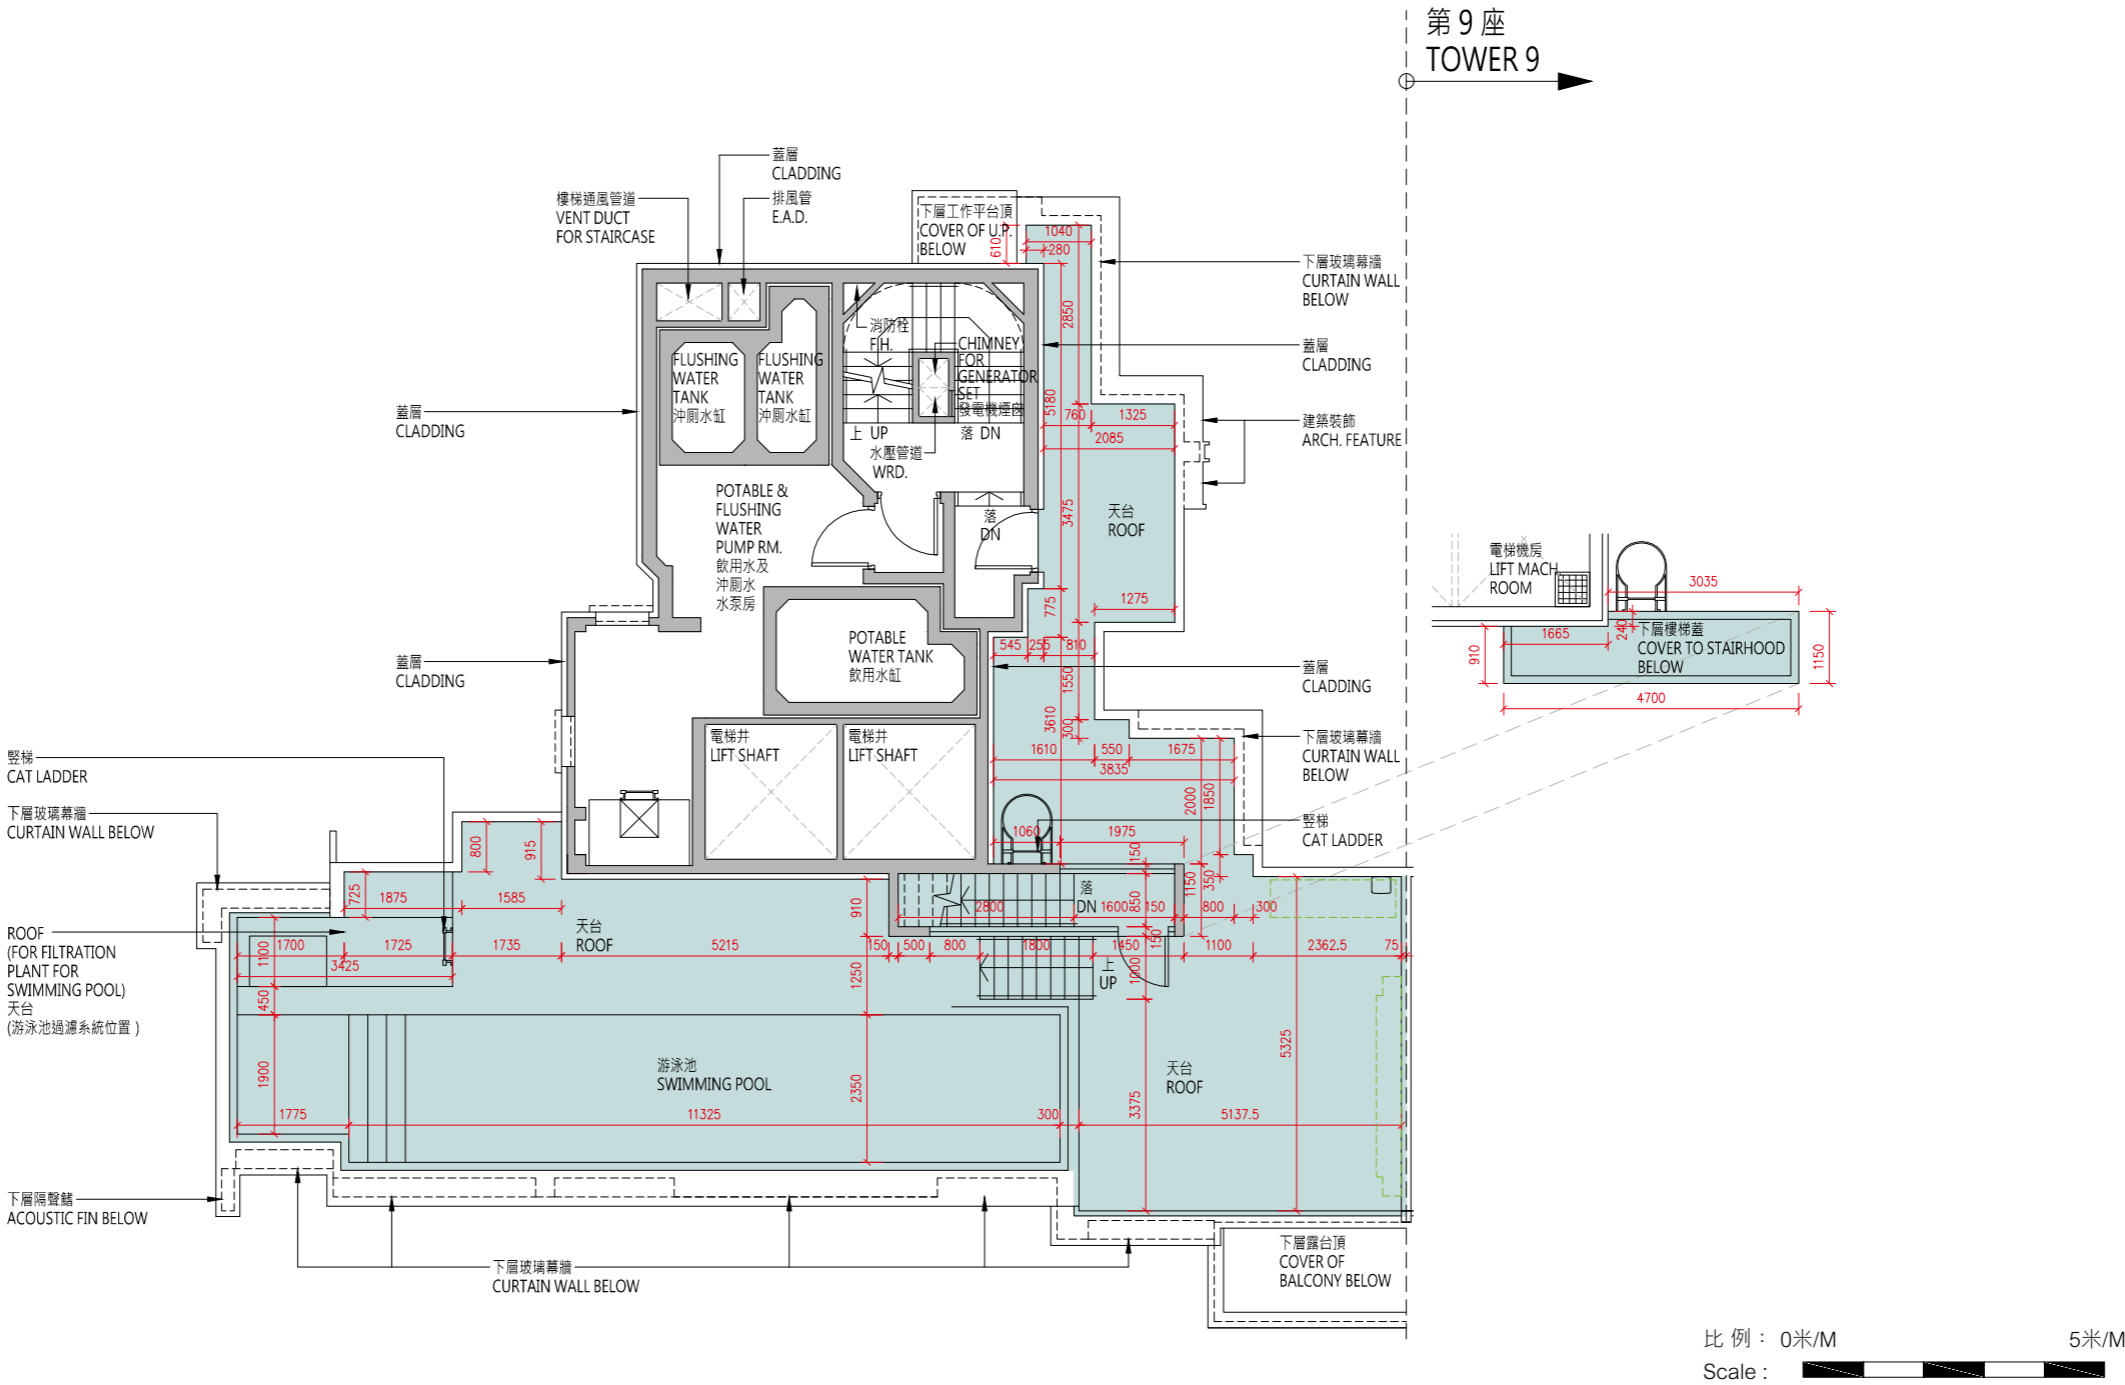 第 9 座
TOWER 9
蓋層
CLADDING
樓梯通風管道
VENT DUCT
FOR STAIRCASE
排風管
E.A.D.
下層工作平台頂
COVER OF U.P.
BELOW
1040
280
610
下層玻璃幕牆
CURTAIN WALL
BELOW
2850
消防栓
F.H.
CHIMNEY
FOR
GENERATOR
SET
發電機煙囪
蓋層
CLADDING
FLUSHING
WATER
TANK
沖厠水缸
FLUSHING
WATER
TANK
沖厠水缸
5180
760
1325
2085
蓋層
CLADDING
上 UP
落 DN
水壓管道
WRD.
建築裝飾
ARCH. FEATURE
POTABLE &
FLUSHING
WATER
PUMP RM.
飲用水及
沖厠水
水泵房
落
DN
3475
天台
ROOF
電梯機房
LIFT MACH.
ROOM
3035
775
1275
240
1665
下層樓梯蓋
COVER TO STAIRHOOD
BELOW
910
1150
4700
POTABLE
WATER TANK
飲用水缸
545
255
810
蓋層
CLADDING
蓋層
CLADDING
1550
3610
300
電梯井
LIFT SHAFT
電梯井
LIFT SHAFT
1610
550
1675
3835
下層玻璃幕牆
CURTAIN WALL
BELOW
豎梯
CAT LADDER
2000
1850
下層玻璃幕牆
CURTAIN WALL BELOW
1060
1975
豎梯
CAT LADDER
800
915
150
1150
350
725
1875
1585
910
2800
1600
850
150
800
300
落
DN
5325
ROOF
(FOR FILTRATION
PLANT FOR
SWIMMING POOL)
天台
(游泳池過濾系統位置 )
天台
ROOF
1700
1725
1735
5215
150
500
800
1800
1450
150
1100
2362.5
75
1100
3425
上
UP
1000
450
1250
1900
游泳池
SWIMMING POOL
2350
天台
ROOF
3375
1775
11325
300
5137.5
下層隔聲鰭
ACOUSTIC FIN BELOW
下層玻璃幕牆
CURTAIN WALL BELOW
下層露台頂
COVER OF
BALCONY BELOW
比 例 : 0米/M 5米/M
Scale :